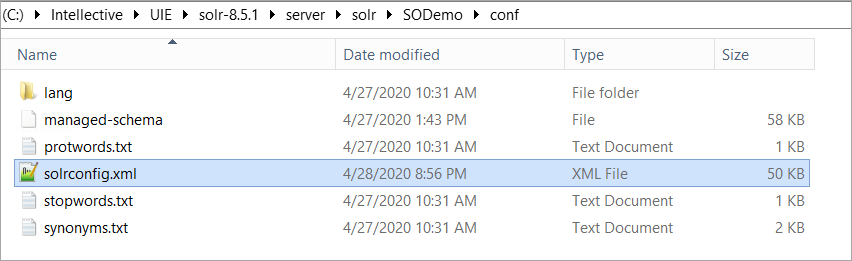 (C:) Intellective UIE solr-8.5.1 server solr SODemo conf
Name Date modified Type Size
lang 4/27/2020 10:31 AM File folder
managed-schema 4/27/2020 1:43 PM File 58 KB
protwords.txt 4/27/2020 10:31 AM Text Document 1 KB
solrconfig.xml 4/28/2020 8:56 PM XML File 50 KB
stopwords.txt 4/27/2020 10:31 AM Text Document 1 KB
synonyms.txt 4/27/2020 10:31 AM Text Document 2 KB